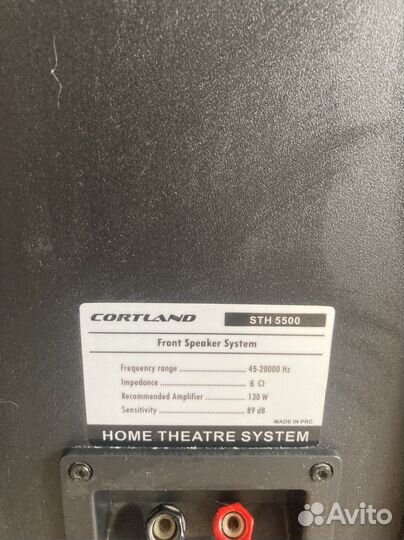 CORTLAND STH 5500
Front Speaker System
Frequency range ........................ 45-20000 Hz
Impedance ........................ 6 Ω
Recommended Amplifier ........................ 130 W
Sensitivity ........................ 89 dB
MADE IN PRC
HOME THEATRE SYSTEM
Avito